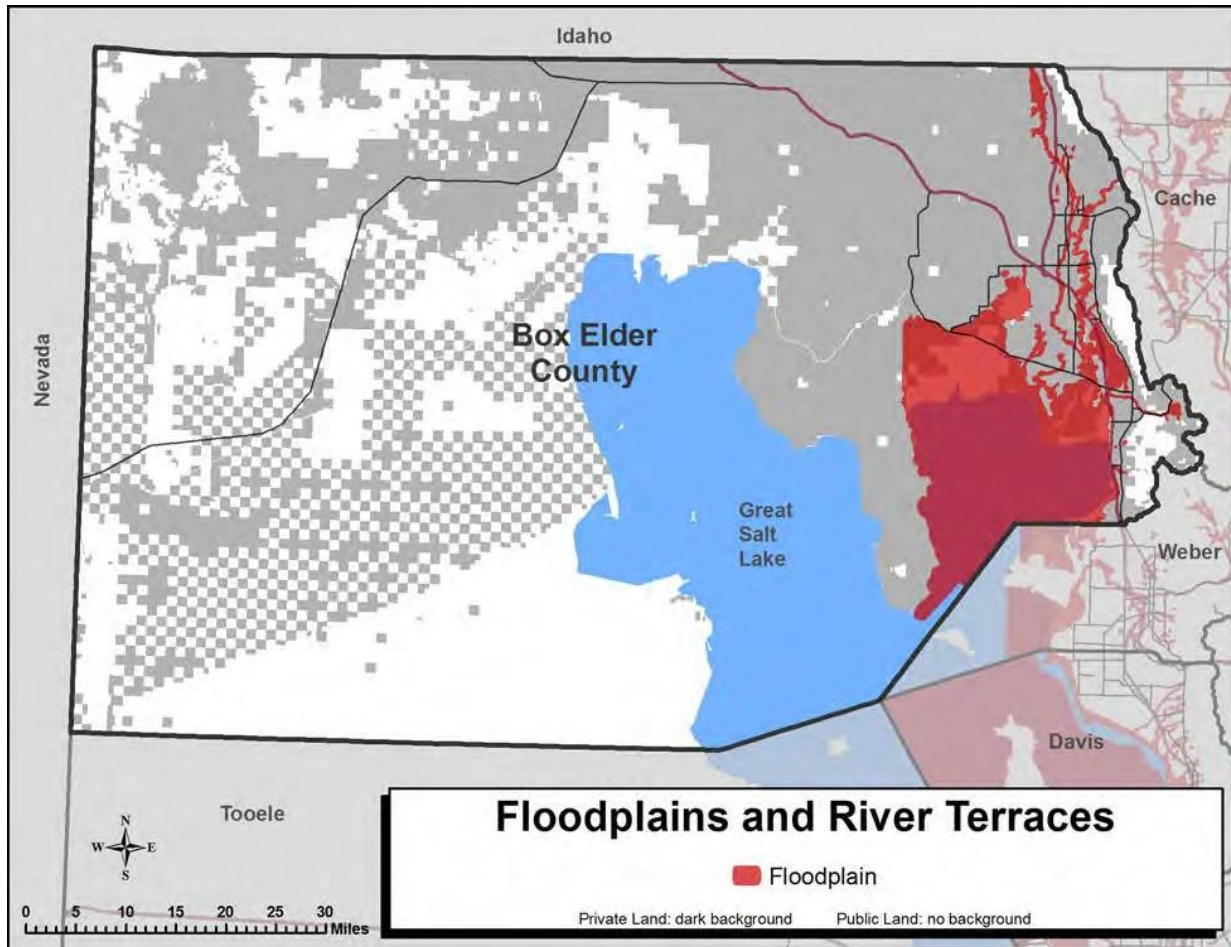 Idaho
Cache
Nevada
Box Elder
County
Great
Salt
Lake
Weber
Davis
Tooele
N
W E
S
0 5 10 15 20 25 30
Miles
Floodplains and River Terraces
Floodplain
Private Land: dark background Public Land: no background